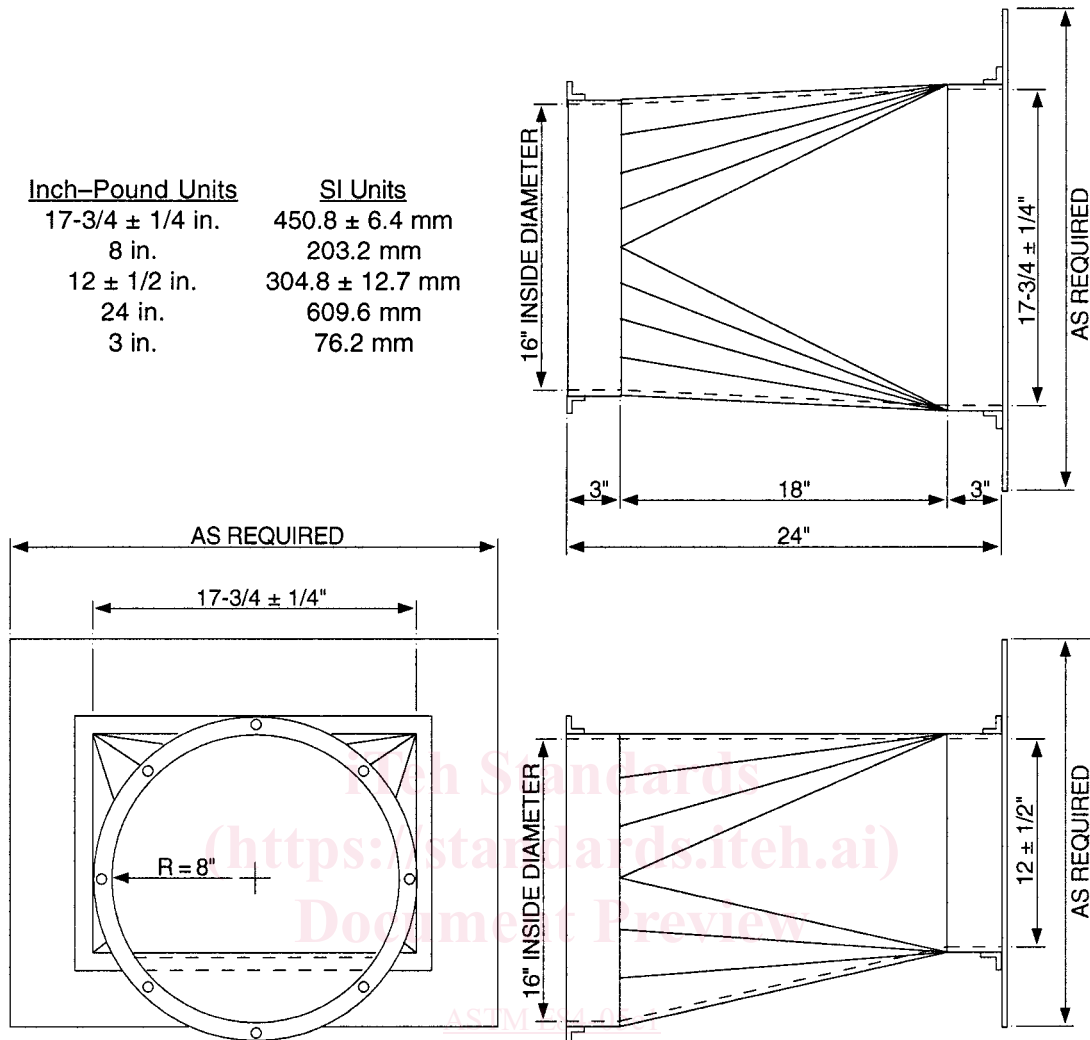 Inch–Pound Units SI Units
17-3/4 ± 1/4 in. 450.8 ± 6.4 mm
8 in. 203.2 mm
12 ± 1/2 in. 304.8 ± 12.7 mm
24 in. 609.6 mm
3 in. 76.2 mm
16" INSIDE DIAMETER
17-3/4 ± 1/4"
AS REQUIRED
3" 18" 3"
24"
AS REQUIRED
17-3/4 ± 1/4"
R = 8"
16" INSIDE DIAMETER
12 ± 1/2"
AS REQUIRED
iTeh Standards
(https://standards.iteh.ai)
Document Preview